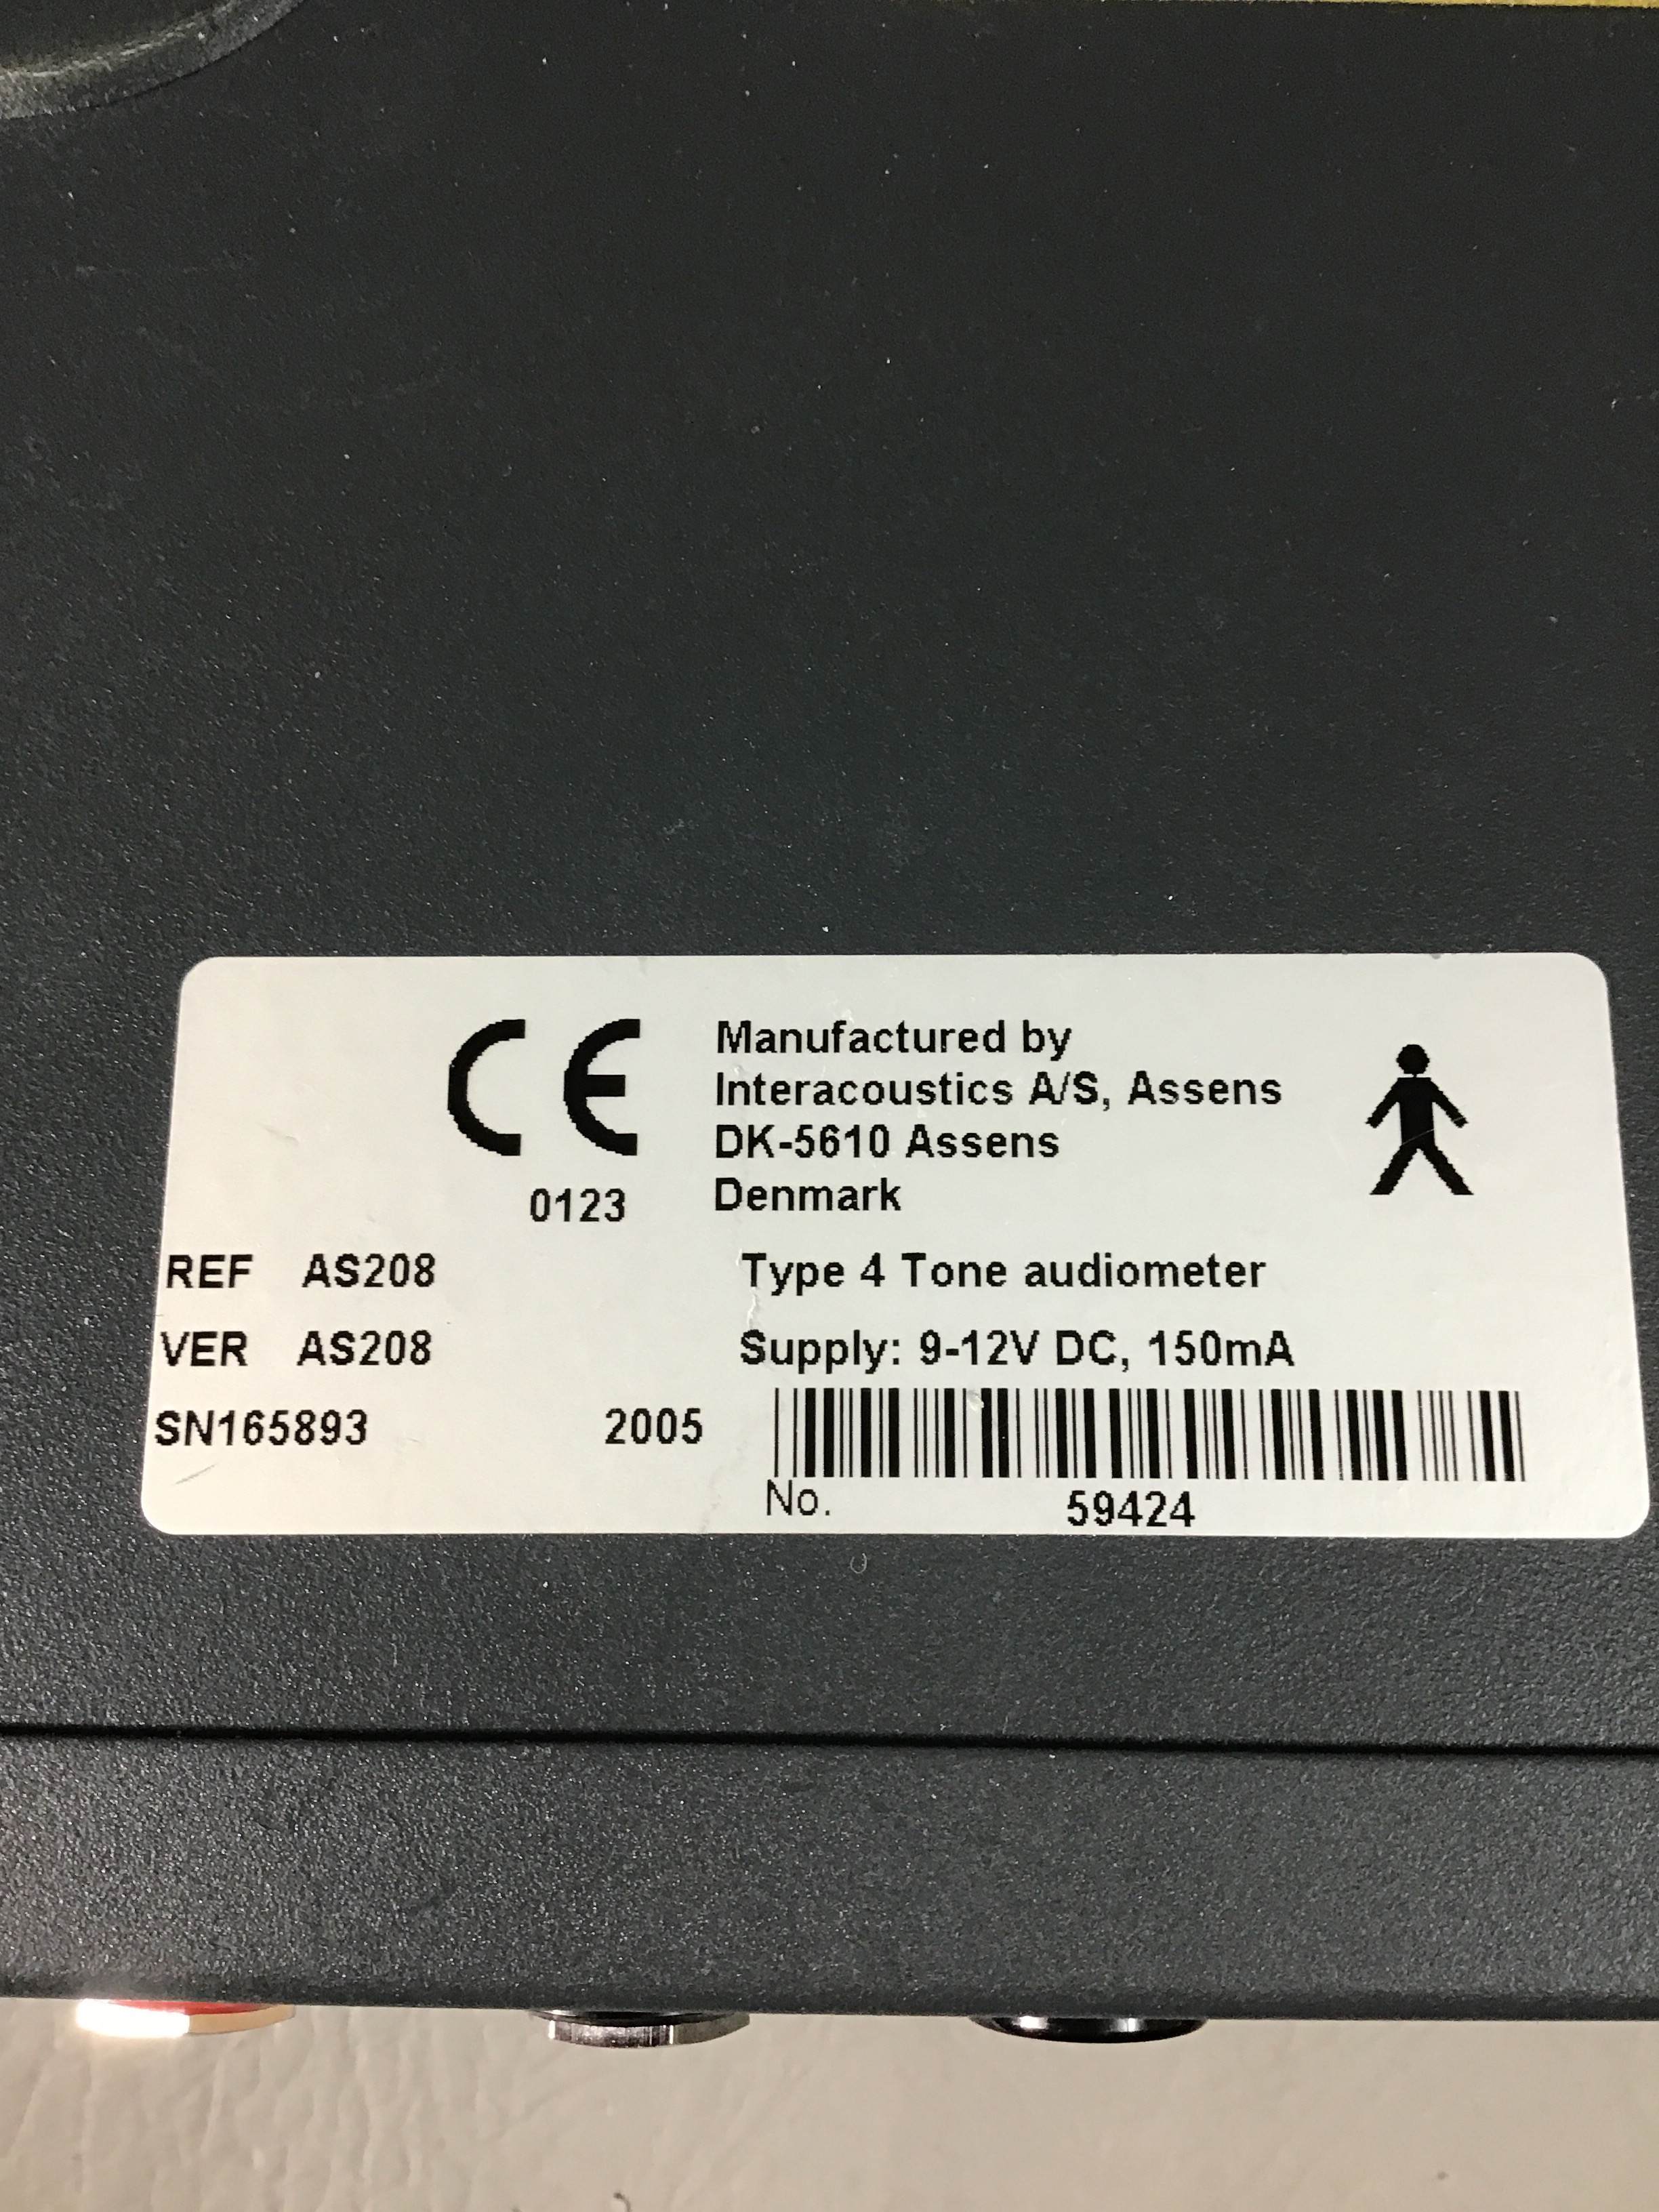 CE
0123
Manufactured by
Interacoustics A/S, Assens
DK-5610 Assens
Denmark
REF AS208
Type 4 Tone audiometer
VER AS208
Supply: 9-12V DC, 150mA
SN165893 2005
No. 59424